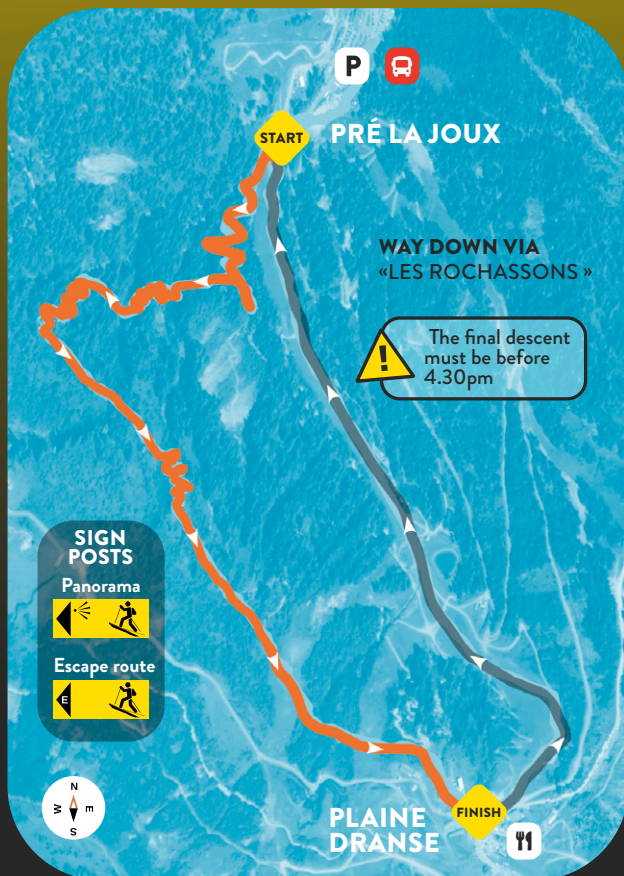 P
START
PRÉ LA JOUX
WAY DOWN VIA
«LES ROCHASSONS »
! The final descent
must be before
4.30pm
SIGN
POSTS
Panorama
Escape route
E
N
W E
S
PLAINE
DRANSE
FINISH